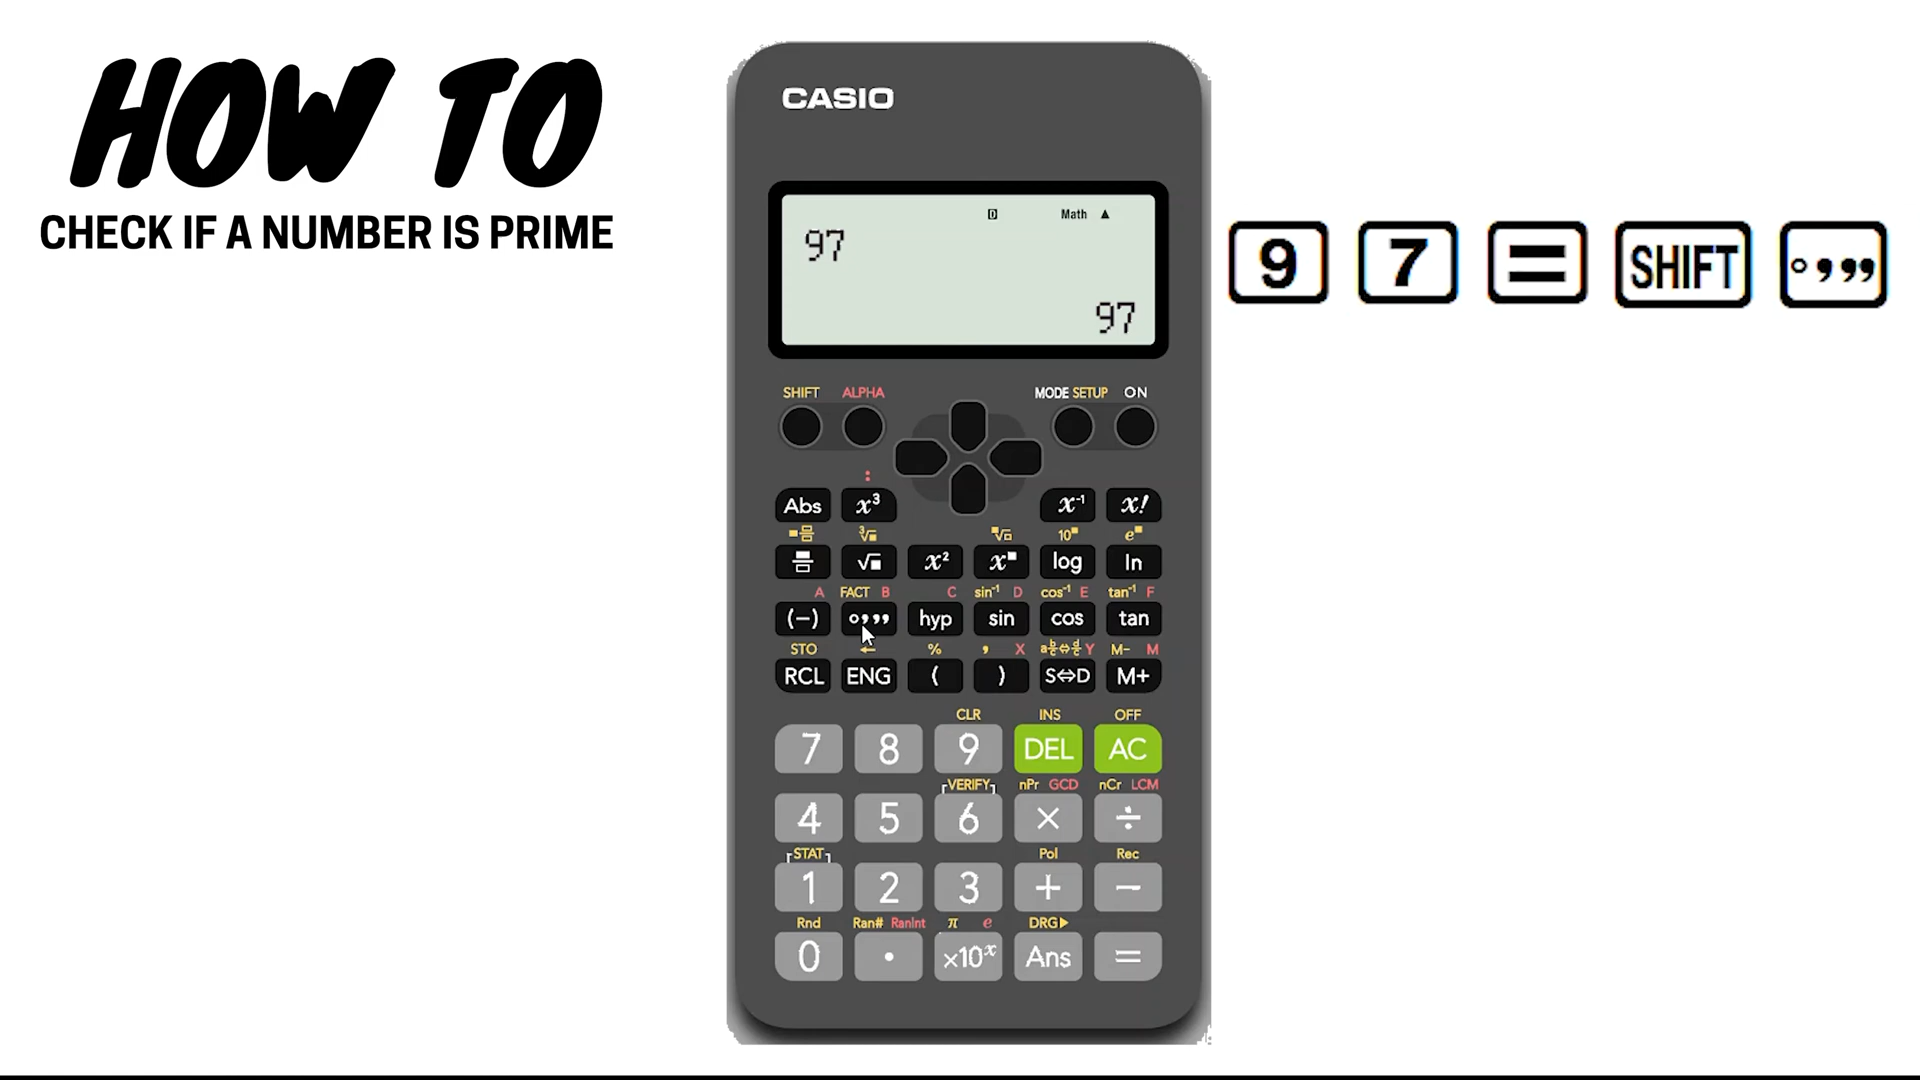 HOW TO
CHECK IF A NUMBER IS PRIME
CASIO
D Math ▲
97
97
9 7 = SHIFT °,,,
SHIFT ALPHA MODE SETUP ON
:
Abs x³ x⁻¹ x!
³√■ ■√□ 10■ e■
√■ x² x■ log ln
A FACT B C sin⁻¹ D cos⁻¹ E tan⁻¹ F
(−) °,,, hyp sin cos tan
STO ← % , X a b/c⇔d/c Y M− M
RCL ENG ( ) S⇔D M+
CLR INS OFF
7 8 9 DEL AC
VERIFY nPr GCD nCr LCM
4 5 6 × ÷
STAT Pol Rec
1 2 3 + −
Rnd Ran# RanInt π e DRG▶
0 • ×10ˣ Ans =